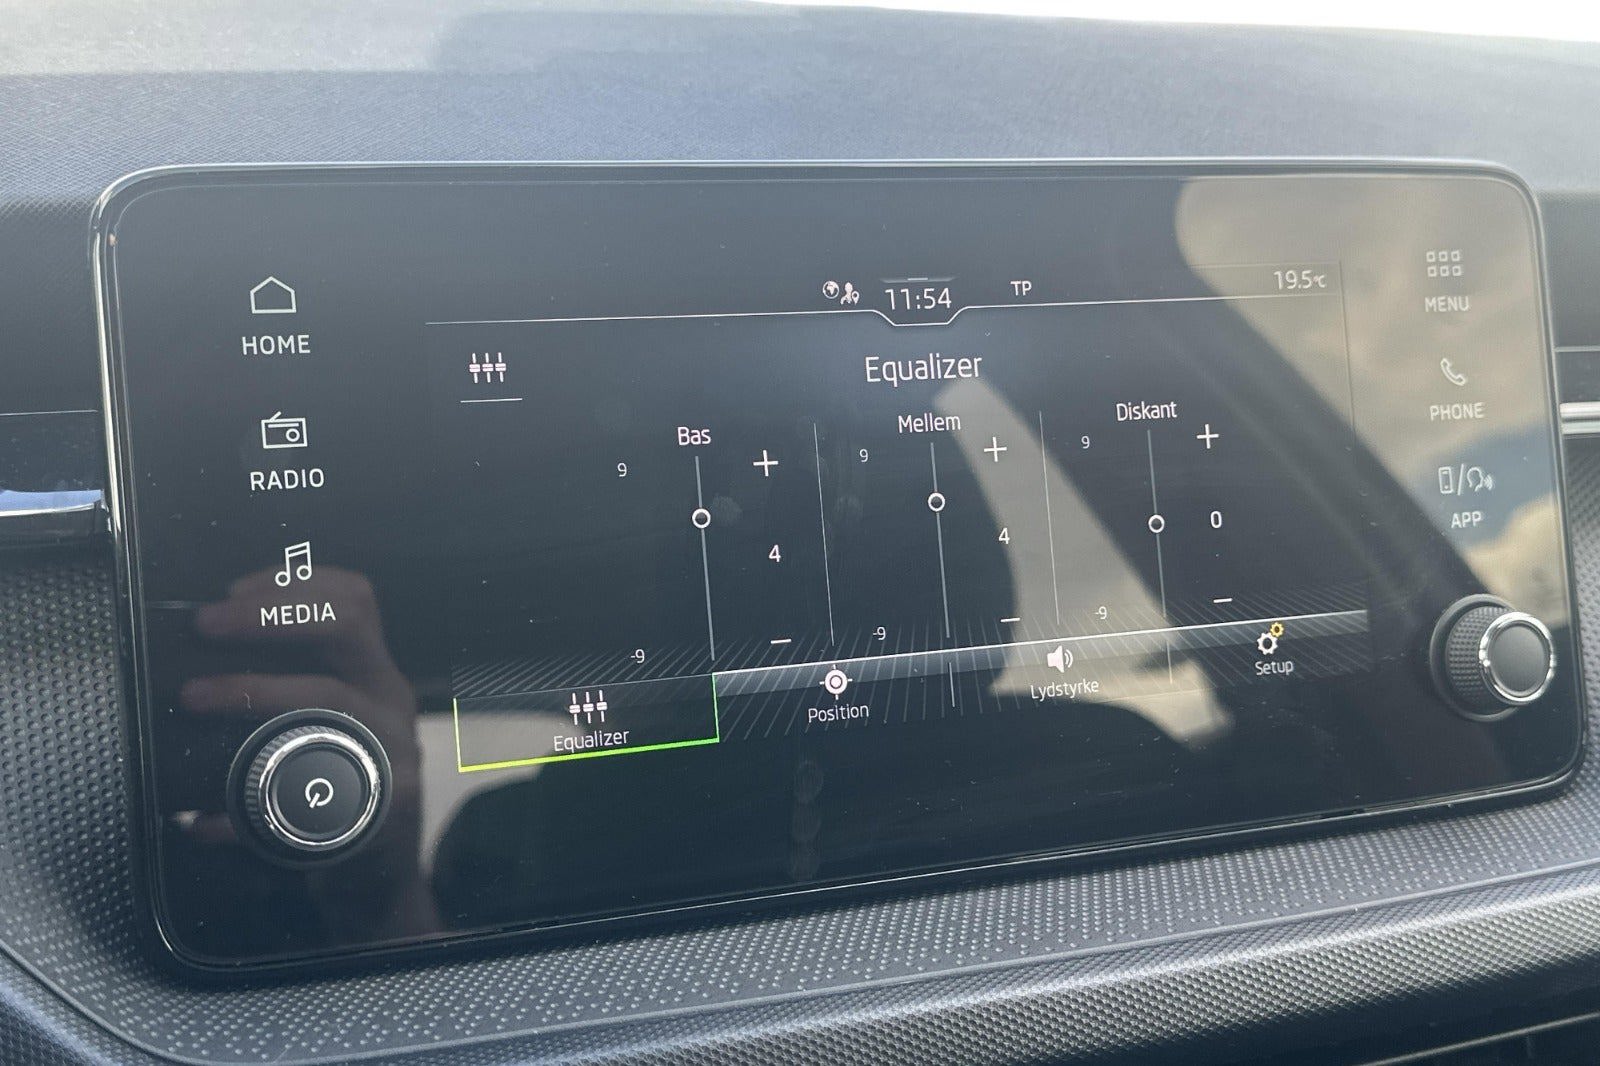 11:54
TP
19.5°C
HOME
RADIO
MEDIA
Equalizer
Bas
9
4
-9
Mellem
9
4
-9
Diskant
9
0
-9
Equalizer
Position
Lydstyrke
Setup
MENU
PHONE
APP